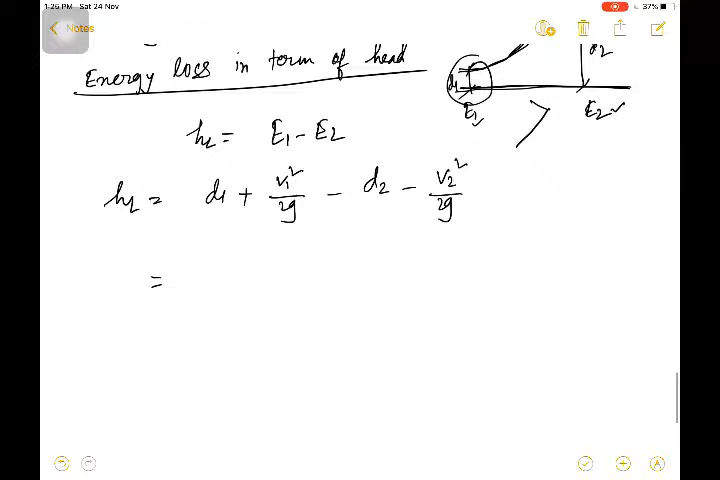 1:25 PM Sat 24 Nov 37%
Notes
Energy loss in term of head
d2
d1
E1 E2
hL = E1 - E2
hL = d1 + v1²/2g - d2 - v2²/2g
=